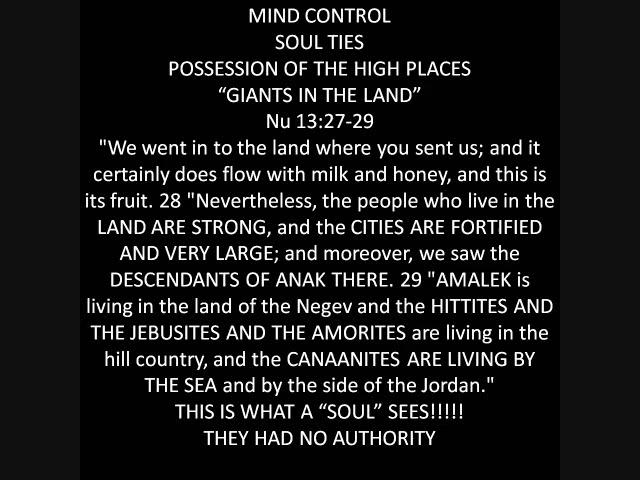 MIND CONTROL
SOUL TIES
POSSESSION OF THE HIGH PLACES
“GIANTS IN THE LAND”
Nu 13:27-29
"We went in to the land where you sent us; and it
certainly does flow with milk and honey, and this is
its fruit. 28 "Nevertheless, the people who live in the
LAND ARE STRONG, and the CITIES ARE FORTIFIED
AND VERY LARGE; and moreover, we saw the
DESCENDANTS OF ANAK THERE. 29 "AMALEK is
living in the land of the Negev and the HITTITES AND
THE JEBUSITES AND THE AMORITES are living in the
hill country, and the CANAANITES ARE LIVING BY
THE SEA and by the side of the Jordan."
THIS IS WHAT A “SOUL” SEES!!!!!
THEY HAD NO AUTHORITY